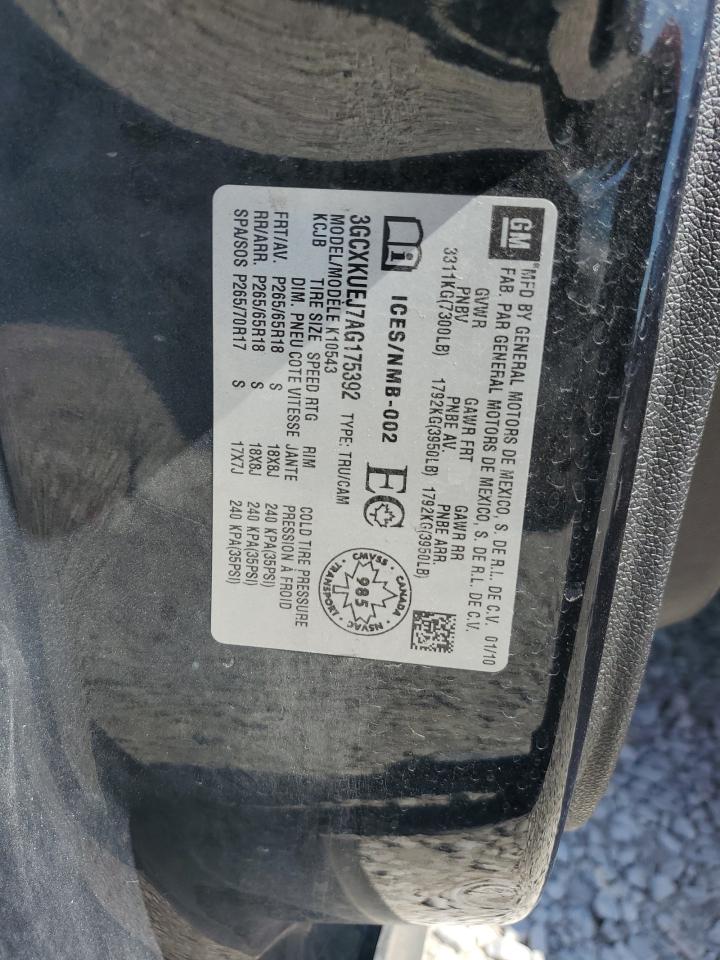 GM
MFD BY GENERAL MOTORS DE MEXICO, S. DE R.L. DE C.V. 01/10
FAB. PAR GENERAL MOTORS DE MEXICO, S. DE R.L. DE C.V.
GVWR GAWR FRT GAWR RR
PNBV PNBE AV. PNBE ARR.
3311KG(7300LB) 1792KG(3950LB) 1792KG(3950LB)
i ICES/NMB-002 EC
CANADA · CMVSS · TRANSPORT · NSVAC
985
3GCXKUEJ7AG175392 TYPE: TRU/CAM
MODEL/MODÈLE K10543
KCJB
TIRE SIZE SPEED RTG RIM COLD TIRE PRESSURE
DIM. PNEU COTE VITESSE JANTE PRESSION À FROID
FRT/AV. P265/65R18 S 18X8J 240 KPA(35PSI)
RR/ARR. P265/65R18 S 18X8J 240 KPA(35PSI)
SPA/SOS P265/70R17 S 17X7J 240 KPA(35PSI)